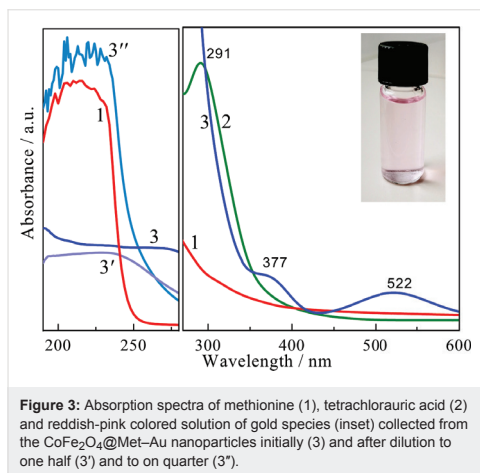 Absorbance / a.u.
3′′
1
3
3′
200
250
291
3
2
377
522
1
300
400
500
600
Wavelength / nm
Figure 3: Absorption spectra of methionine (1), tetrachlorauric acid (2)
and reddish-pink colored solution of gold species (inset) collected from
the CoFe₂O₄@Met–Au nanoparticles initially (3) and after dilution to
one half (3′) and to on quarter (3″).